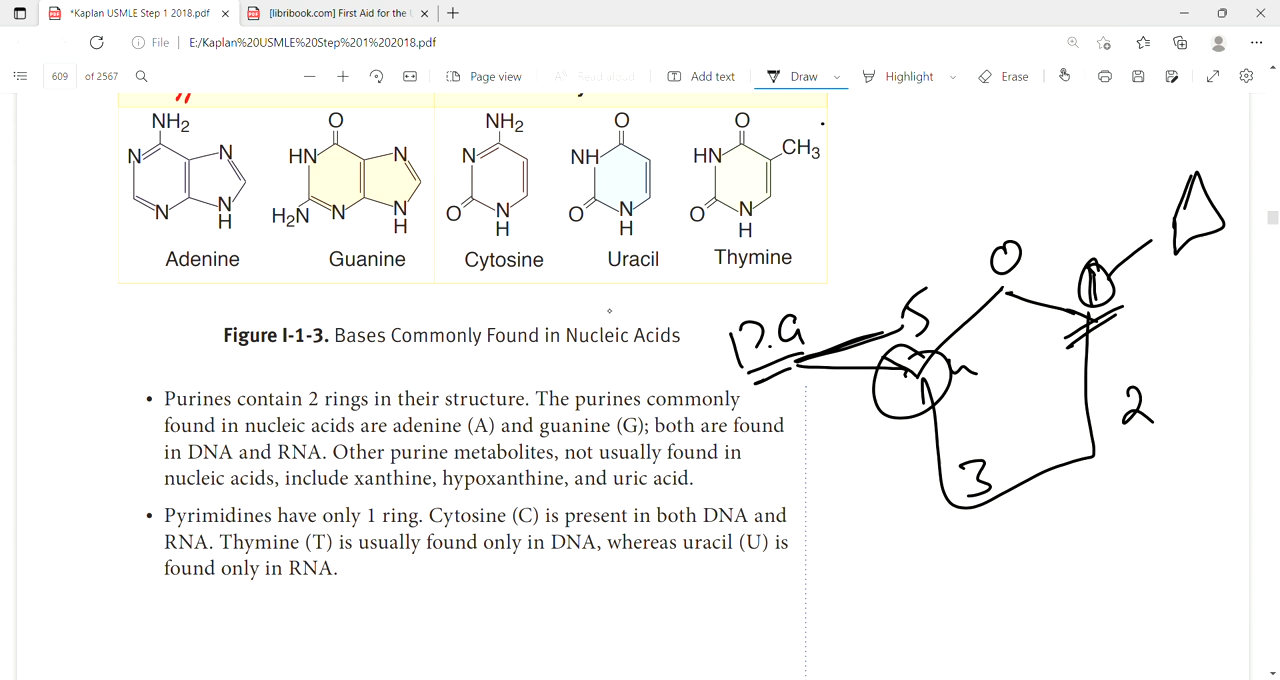 *Kaplan USMLE Step 1 2018.pdf
[libribook.com] First Aid for the
File E:/Kaplan%20USMLE%20Step%201%202018.pdf
609 of 2567 Page view Read aloud Add text Draw Highlight Erase
NH2 O NH2 O O
N N HN N N NH HN CH3
N N H H2N N N H O N H O N H O N H
Adenine Guanine Cytosine Uracil Thymine
Figure I-1-3. Bases Commonly Found in Nucleic Acids
• Purines contain 2 rings in their structure. The purines commonly
found in nucleic acids are adenine (A) and guanine (G); both are found
in DNA and RNA. Other purine metabolites, not usually found in
nucleic acids, include xanthine, hypoxanthine, and uric acid.
• Pyrimidines have only 1 ring. Cytosine (C) is present in both DNA and
RNA. Thymine (T) is usually found only in DNA, whereas uracil (U) is
found only in RNA.
O
1
5
2
3